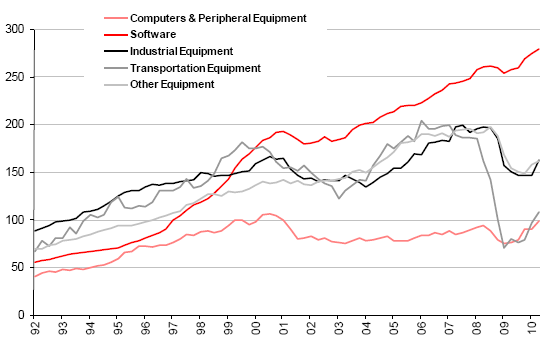 Computers & Peripheral Equipment
Software
Industrial Equipment
Transportation Equipment
Other Equipment
300
250
200
150
100
50
0
92 93 94 95 96 97 98 99 00 01 02 03 04 05 06 07 08 09 10